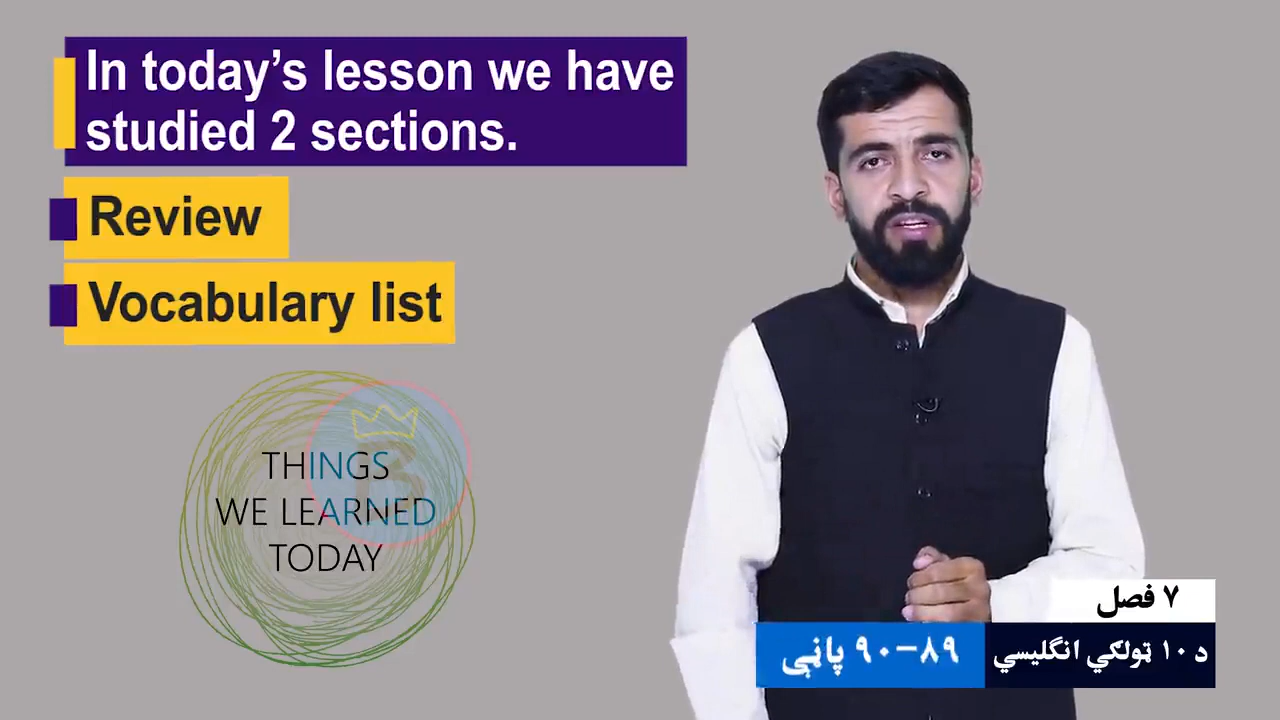 In today's lesson we have
studied 2 sections.
Review
Vocabulary list
THINGS
WE LEARNED
TODAY
۷ فصل
د ۱۰ ټولګي انګلیسي
۸۹-۹۰ پاڼې